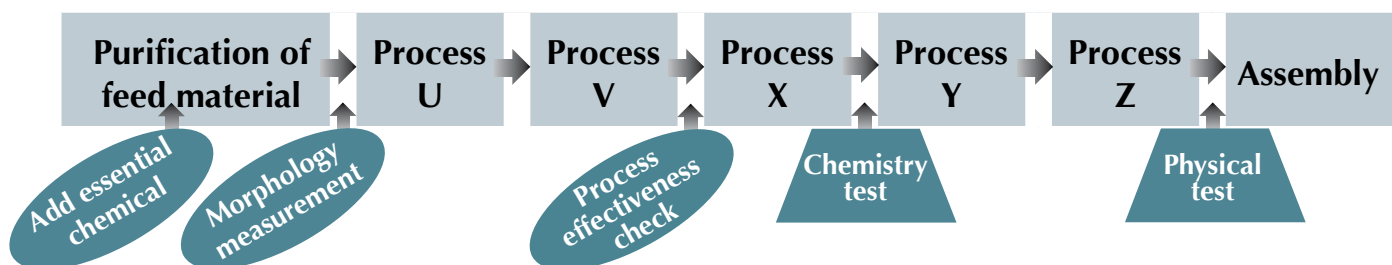 Purification of
feed material
Process
U
Process
V
Process
X
Process
Y
Process
Z
Assembly
Add essential
chemical
Morphology
measurement
Process
effectiveness
check
Chemistry
test
Physical
test